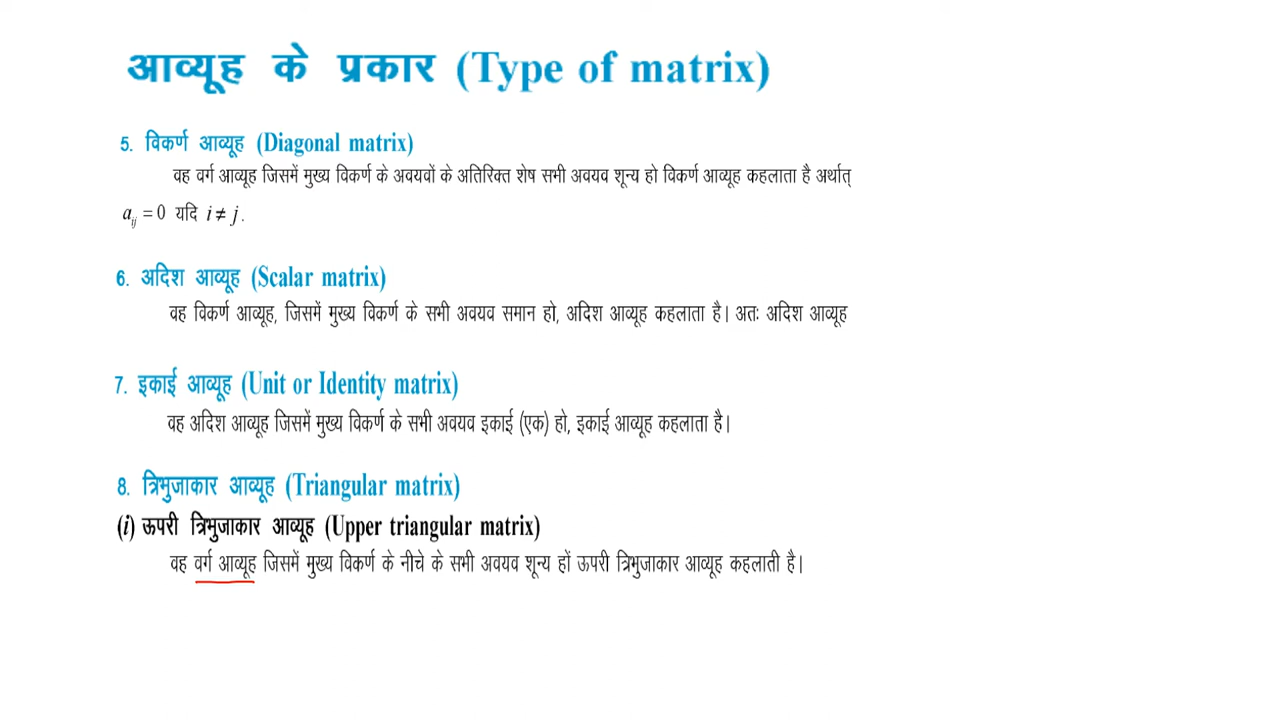 आव्यूह के प्रकार (Type of matrix)
5. विकर्ण आव्यूह (Diagonal matrix)
वह वर्ग आव्यूह जिसमें मुख्य विकर्ण के अवयवों के अतिरिक्त शेष सभी अवयव शून्य हो विकर्ण आव्यूह कहलाता है अर्थात्
a_ij = 0 यदि i ≠ j.
6. अदिश आव्यूह (Scalar matrix)
वह विकर्ण आव्यूह, जिसमें मुख्य विकर्ण के सभी अवयव समान हो, अदिश आव्यूह कहलाता है। अतः अदिश आव्यूह
7. इकाई आव्यूह (Unit or Identity matrix)
वह अदिश आव्यूह जिसमें मुख्य विकर्ण के सभी अवयव इकाई (एक) हो, इकाई आव्यूह कहलाता है।
8. त्रिभुजाकार आव्यूह (Triangular matrix)
(i) ऊपरी त्रिभुजाकार आव्यूह (Upper triangular matrix)
वह वर्ग आव्यूह जिसमें मुख्य विकर्ण के नीचे के सभी अवयव शून्य हों ऊपरी त्रिभुजाकार आव्यूह कहलाती है।